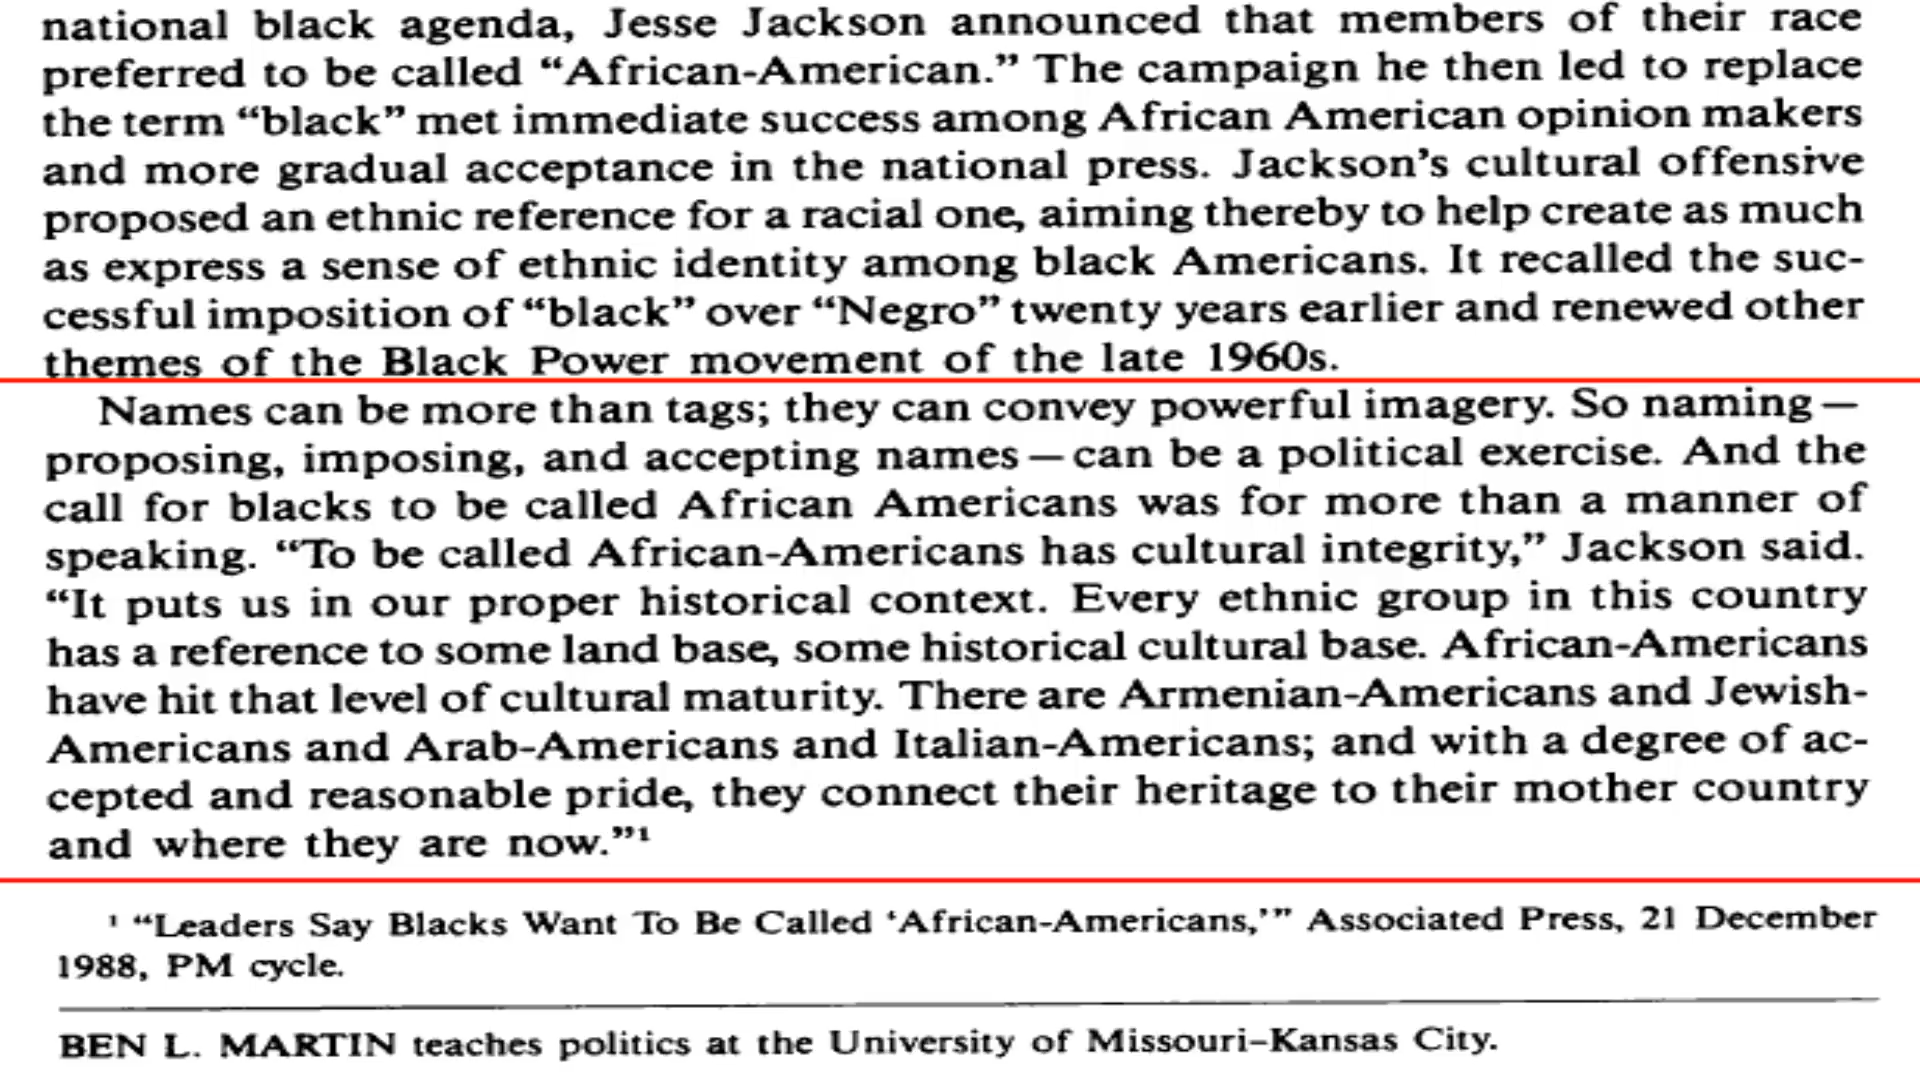 national black agenda, Jesse Jackson announced that members of their race
preferred to be called “African-American.” The campaign he then led to replace
the term “black” met immediate success among African American opinion makers
and more gradual acceptance in the national press. Jackson’s cultural offensive
proposed an ethnic reference for a racial one, aiming thereby to help create as much
as express a sense of ethnic identity among black Americans. It recalled the suc-
cessful imposition of “black” over “Negro” twenty years earlier and renewed other
themes of the Black Power movement of the late 1960s.
Names can be more than tags; they can convey powerful imagery. So naming—
proposing, imposing, and accepting names—can be a political exercise. And the
call for blacks to be called African Americans was for more than a manner of
speaking. “To be called African-Americans has cultural integrity,” Jackson said.
“It puts us in our proper historical context. Every ethnic group in this country
has a reference to some land base, some historical cultural base. African-Americans
have hit that level of cultural maturity. There are Armenian-Americans and Jewish-
Americans and Arab-Americans and Italian-Americans; and with a degree of ac-
cepted and reasonable pride, they connect their heritage to their mother country
and where they are now.”¹
¹ “Leaders Say Blacks Want To Be Called ‘African-Americans,’” Associated Press, 21 December
1988, PM cycle.
BEN L. MARTIN teaches politics at the University of Missouri–Kansas City.